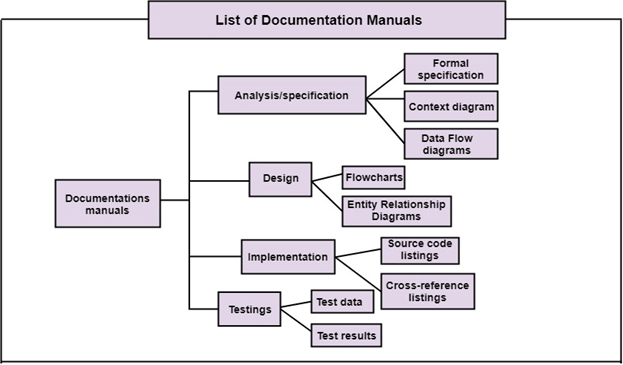 List of Documentation Manuals
Formal
specification
Analysis/specification
Context diagram
Data Flow
diagrams
Design
Flowcharts
Documentations
manuals
Entity Relationship
Diagrams
Source code
listings
Implementation
Cross-reference
listings
Testings
Test data
Test results